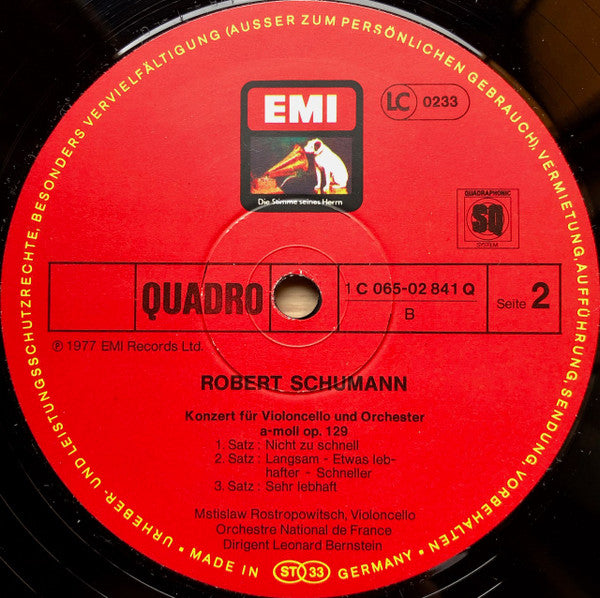 URHEBER- UND LEISTUNGSSCHUTZRECHTE, BESONDERS VERVIELFÄLTIGUNG (AUSSER ZUM PERSÖNLICHEN GEBRAUCH), VERMIETUNG, AUFFÜHRUNG, SENDUNG, VORBEHALTEN •
EMI
Die Stimme seines Herrn
LC 0233
QUADRAPHONIC
SQ
SYSTEM
QUADRO
1 C 065-02 841 Q
B
Seite 2
℗ 1977 EMI Records Ltd.
ROBERT SCHUMANN
Konzert für Violoncello und Orchester
a-moll op. 129
1. Satz: Nicht zu schnell
2. Satz: Langsam - Etwas leb-
hafter - Schneller
3. Satz: Sehr lebhaft
Mstislaw Rostropowitsch, Violoncello
Orchestre National de France
Dirigent Leonard Bernstein
• MADE IN ST 33 GERMANY •